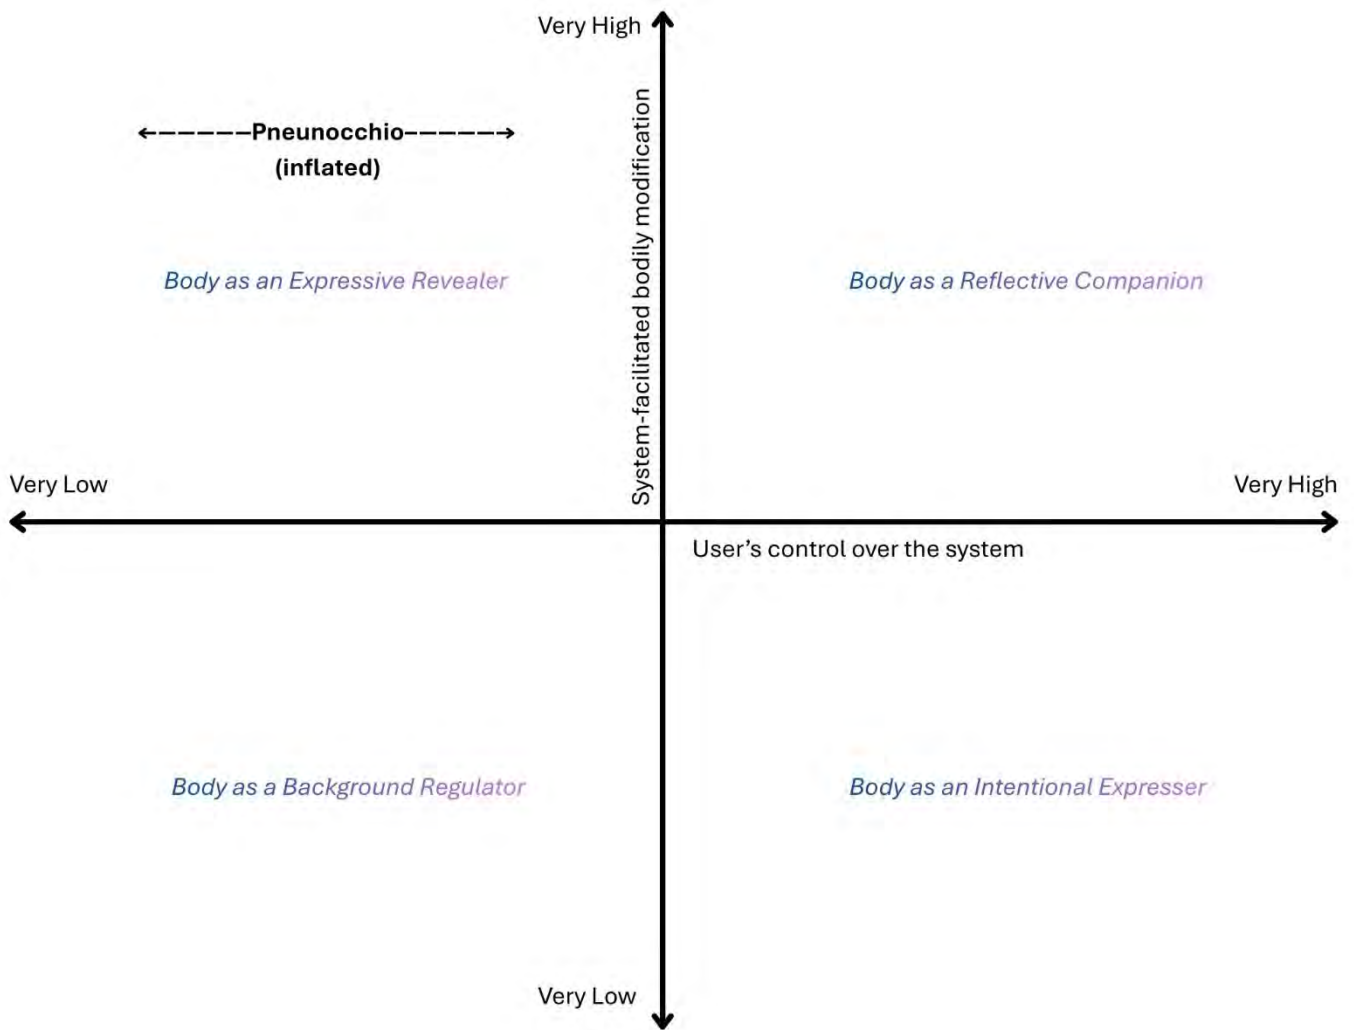 Very High
System-facilitated bodily modification
←––––––Pneunocchio––––––→
(inflated)
Body as an Expressive Revealer
Body as a Reflective Companion
Very Low
Very High
User’s control over the system
Body as a Background Regulator
Body as an Intentional Expresser
Very Low